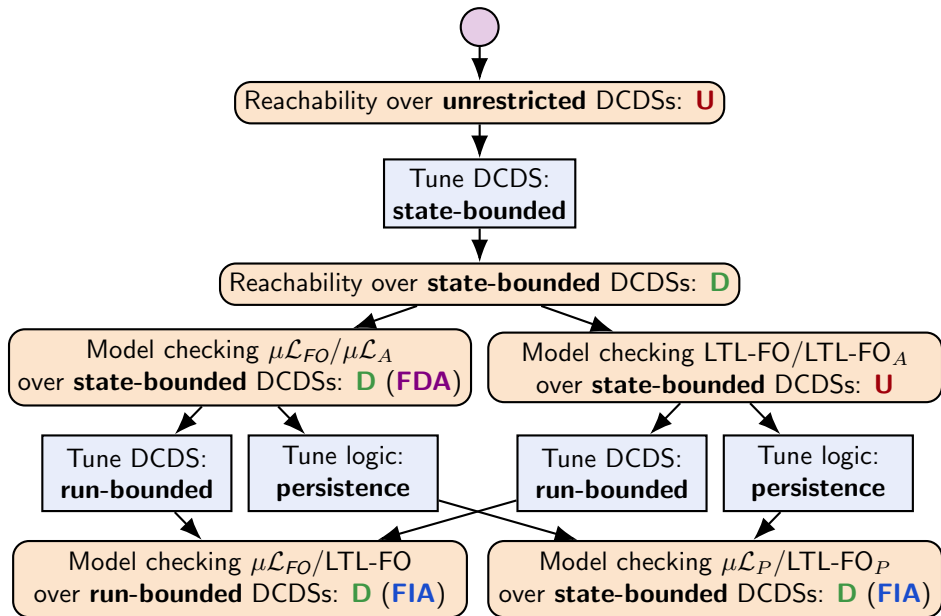 Reachability over unrestricted DCDSs: U
Tune DCDS:
state-bounded
Reachability over state-bounded DCDSs: D
Model checking μℒ_FO/μℒ_A
over state-bounded DCDSs: D (FDA)
Model checking LTL-FO/LTL-FO_A
over state-bounded DCDSs: U
Tune DCDS:
run-bounded
Tune logic:
persistence
Tune DCDS:
run-bounded
Tune logic:
persistence
Model checking μℒ_FO/LTL-FO
over run-bounded DCDSs: D (FIA)
Model checking μℒ_P/LTL-FO_P
over state-bounded DCDSs: D (FIA)